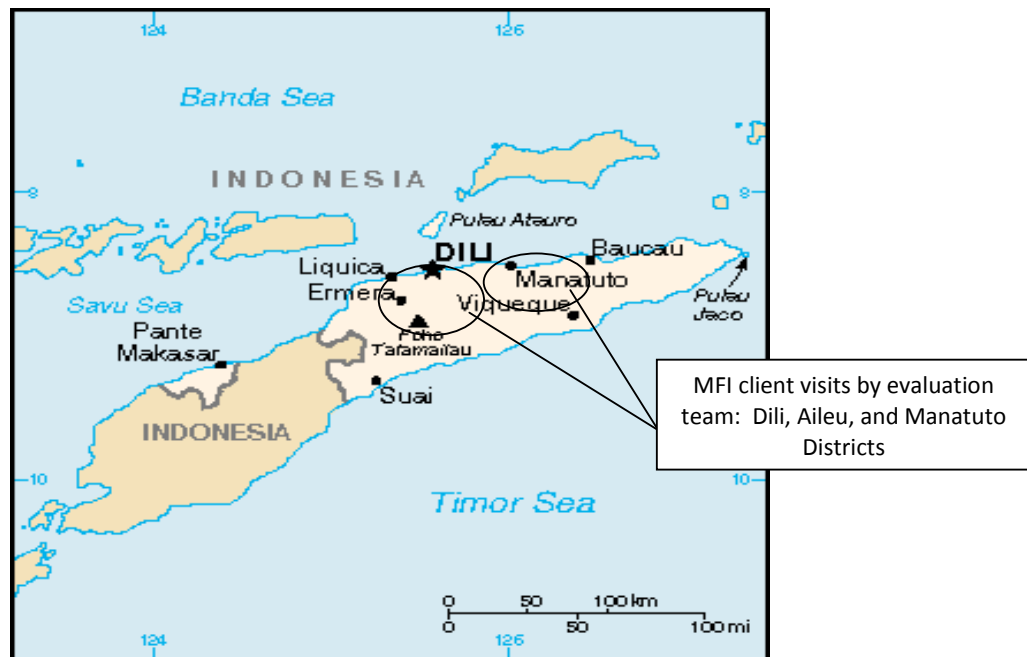 124
126
Banda Sea
INDONESIA
8
8
Pulau Atauro
DILI
Baucau
Liquica
Manatuto
Ermera
Viqueque
Savu Sea
Pulau
Jaco
Pante
Makasar
Foho
Tatamailau
Suai
MFI client visits by evaluation
team: Dili, Aileu, and Manatuto
Districts
INDONESIA
10
10
Timor Sea
0 50 100 km
0 50 100 mi
124
126